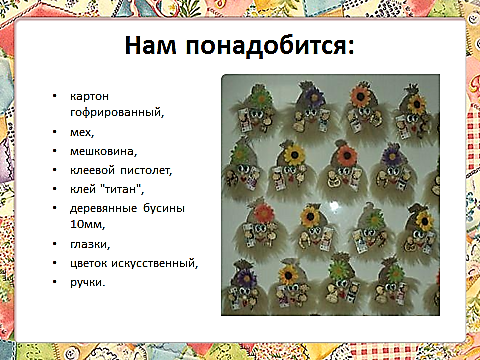 Нам понадобится:
• картон
гофрированный,
• мех,
• мешковина,
• клеевой пистолет,
• клей "титан",
• деревянные бусины
10мм,
• глазки,
• цветок искусственный,
• ручки.